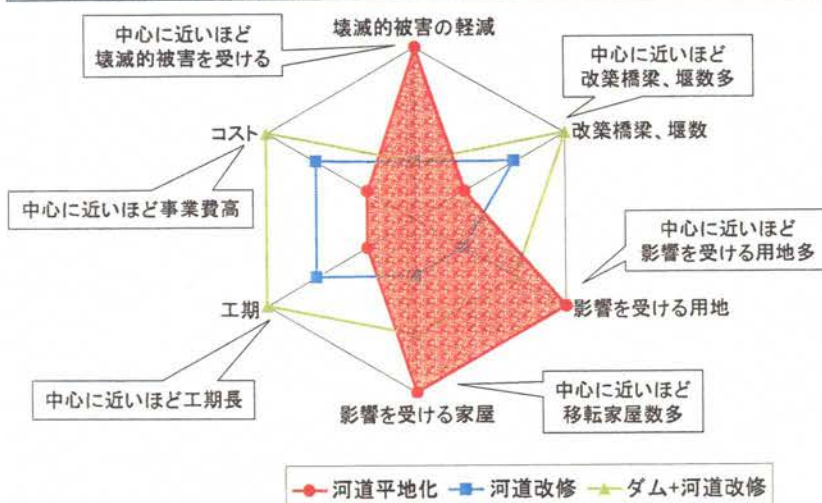 中心に近いほど
壊滅的被害を受ける
壊滅的被害の軽減
中心に近いほど
改築橋梁、堰数多
コスト
改築橋梁、堰数
中心に近いほど事業費高
中心に近いほど
影響を受ける用地多
工期
影響を受ける用地
中心に近いほど工期長
影響を受ける家屋
中心に近いほど
移転家屋数多
河道平地化 河道改修 ダム+河道改修